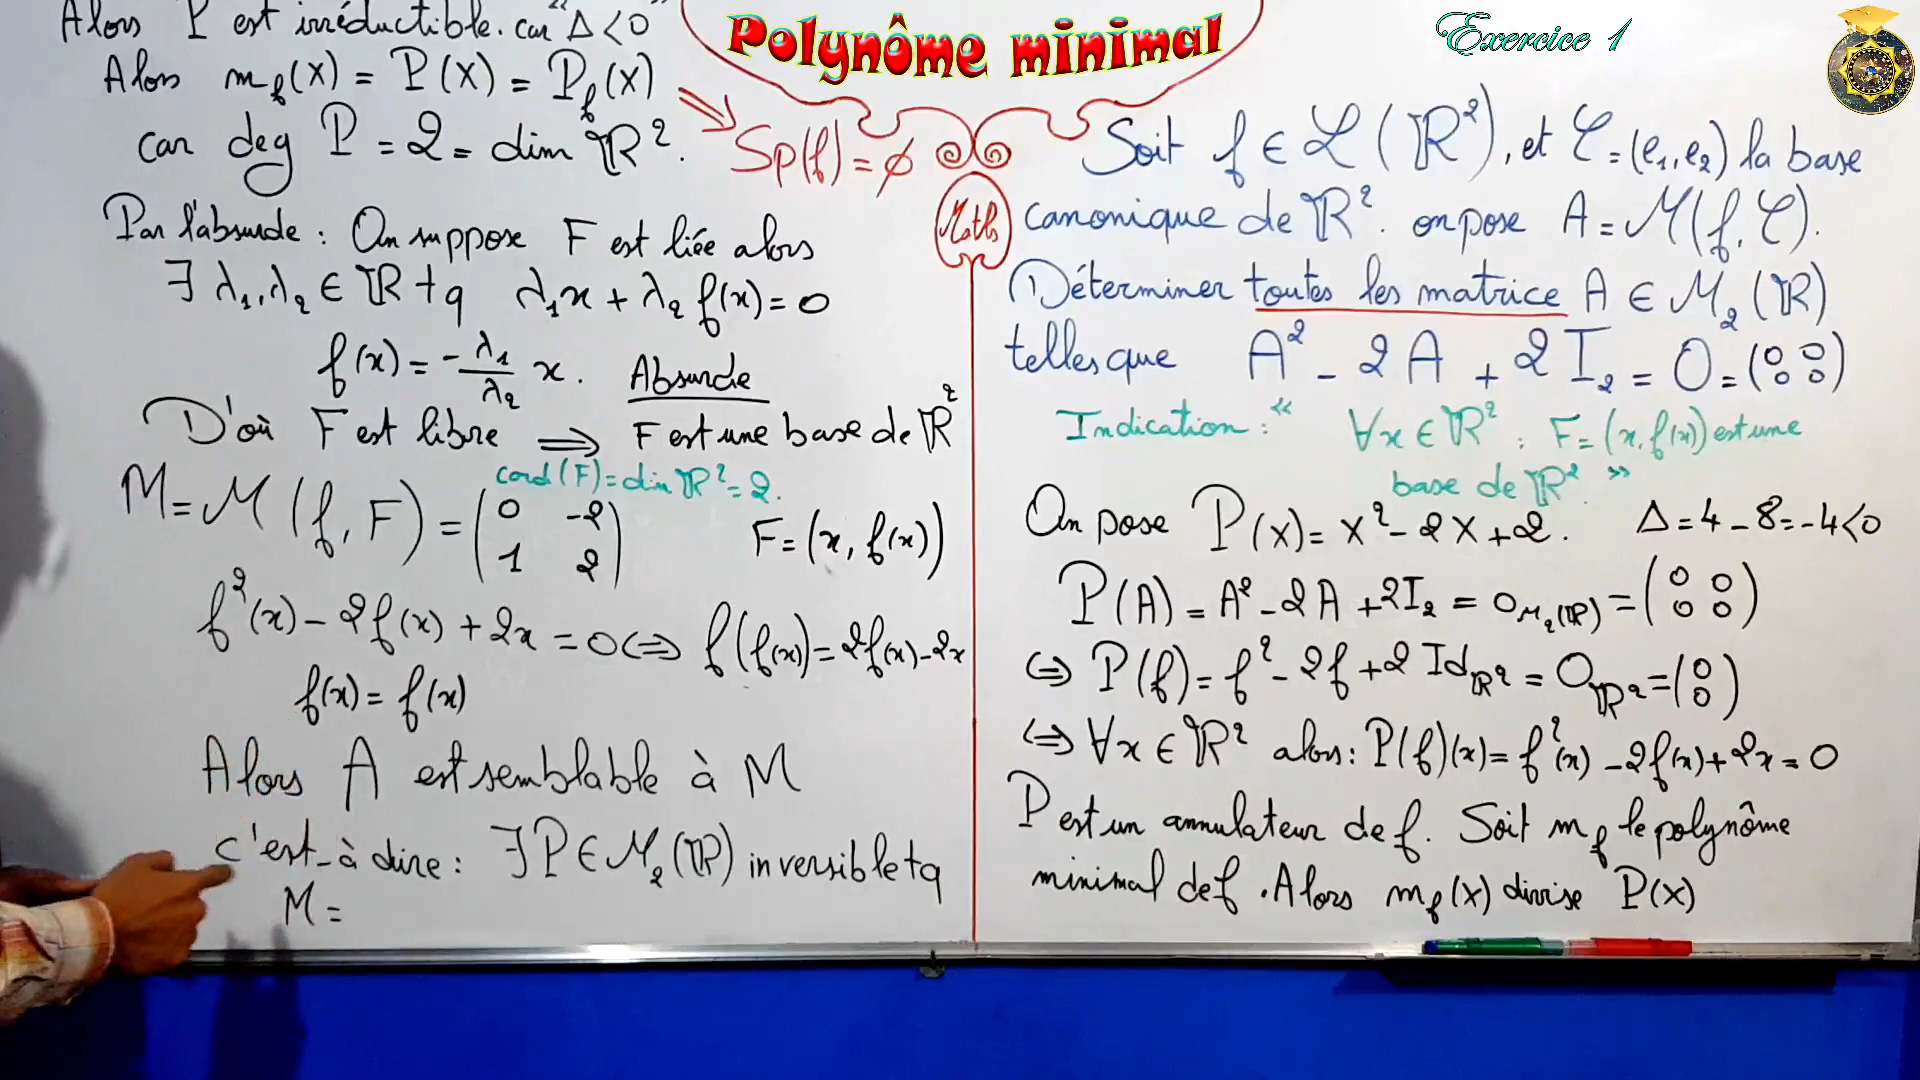 Polynôme minimal
Exercice 1
Alors P est irréductible. car "Δ<0"
Alors m_f(X) = P(X) = P_f(X)
car deg P = 2 = dim ℝ².
⟹ Sp(f) = ∅
Par l'absurde : On suppose F est liée alors
∃ λ₁, λ₂ ∈ ℝ tq λ₁x + λ₂ f(x) = 0
f(x) = -λ₁/λ₂ x. Absurde
D'où F est libre ⟹ F est une base de ℝ²
card(F) = dim ℝ² = 2.
M = ℳ(f, F) = (0 -2
1 2) F = (x, f(x))
f²(x) - 2f(x) + 2x = 0 ⟺ f(f(x)) = 2f(x) - 2x
f(x) = f(x)
Alors A est semblable à M
c'est-à dire : ∃ P ∈ ℳ₂(ℝ) inversible tq
M =
Maths
Soit f ∈ ℒ(ℝ²), et 𝒞 = (e₁, e₂) la base
canonique de ℝ². on pose A = ℳ(f, 𝒞).
Déterminer toutes les matrice A ∈ ℳ₂(ℝ)
telles que A² - 2A + 2I₂ = O = (0 0
0 0)
Indication : " ∀x ∈ ℝ² : F = (x, f(x)) est une
base de ℝ². "
On pose P(X) = X² - 2X + 2. Δ = 4 - 8 = -4 < 0
P(A) = A² - 2A + 2I₂ = 0_ℳ₂(ℝ) = (0 0
0 0)
⟺ P(f) = f² - 2f + 2 Id_ℝ² = O_ℝ² = (0
0)
⟺ ∀x ∈ ℝ² alors : P(f)(x) = f²(x) - 2f(x) + 2x = 0
P est un annulateur de f. Soit m_f le polynôme
minimal de f. Alors m_f(X) divise P(X)